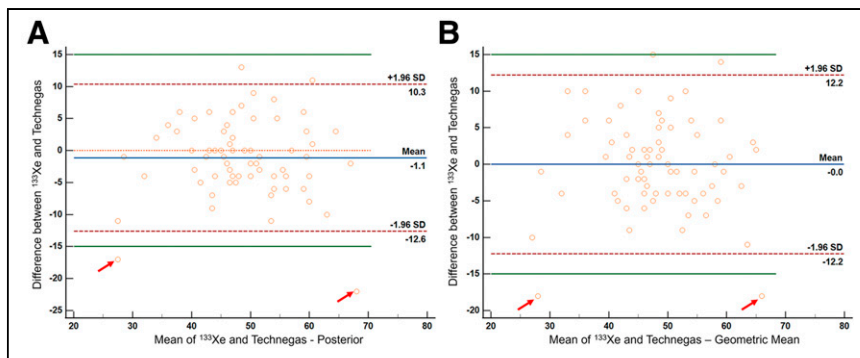 A
Difference between ¹³³Xe and Technegas
15
10
5
0
-5
-10
-15
-20
-25
+1.96 SD
10.3
Mean
-1.1
-1.96 SD
-12.6
20 30 40 50 60 70 80
Mean of ¹³³Xe and Technegas - Posterior
B
Difference between ¹³³Xe and Technegas
15
10
5
0
-5
-10
-15
-20
+1.96 SD
12.2
Mean
-0.0
-1.96 SD
-12.2
20 30 40 50 60 70 80
Mean of ¹³³Xe and Technegas – Geometric Mean